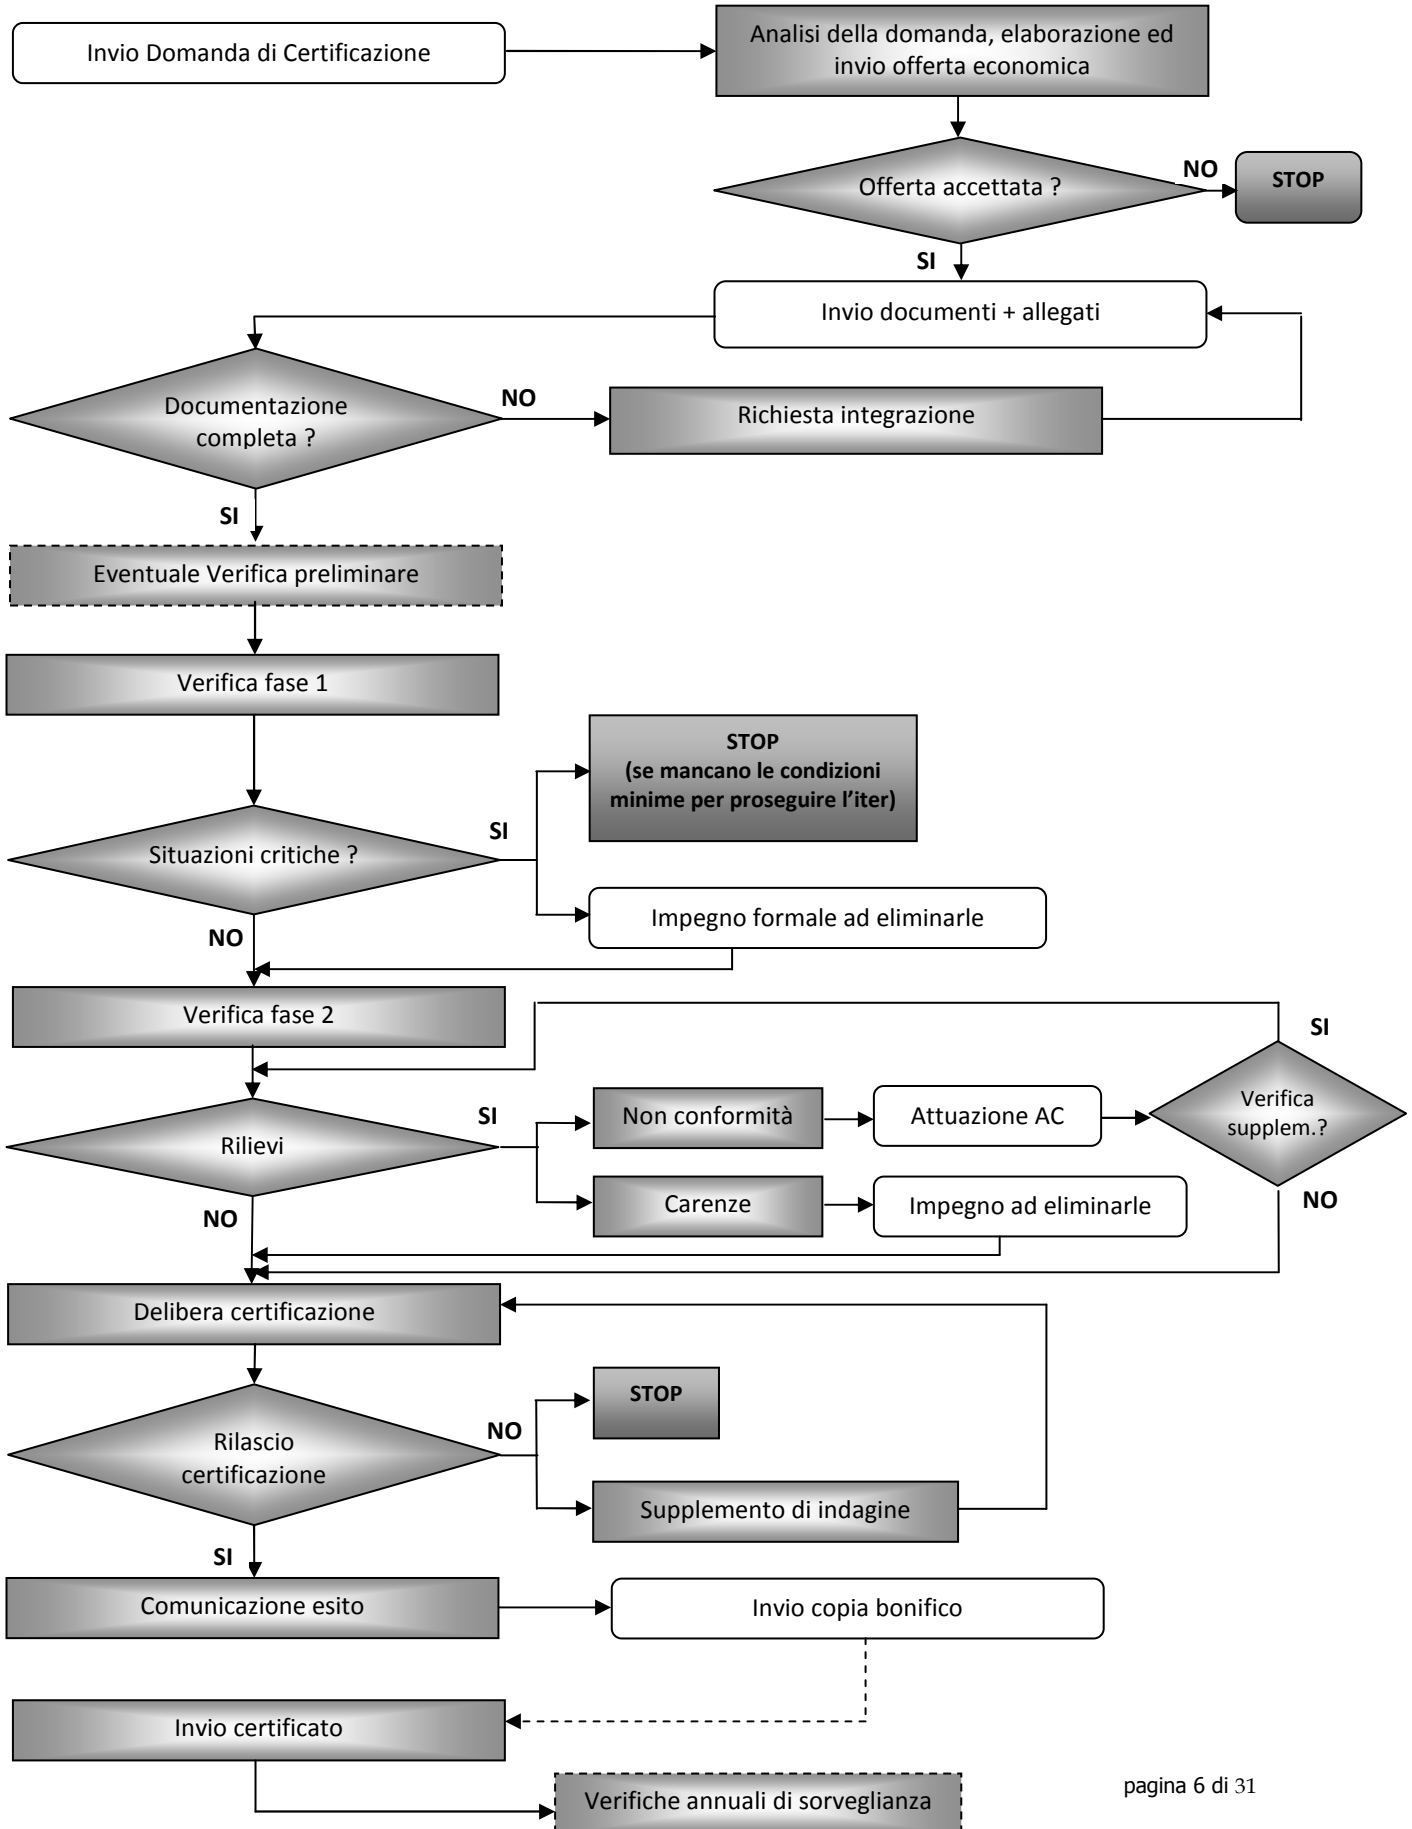 Invio Domanda di Certificazione
Analisi della domanda, elaborazione ed
invio offerta economica
Offerta accettata ?
NO
STOP
SI
Invio documenti + allegati
Documentazione
completa ?
NO
Richiesta integrazione
SI
Eventuale Verifica preliminare
Verifica fase 1
STOP
(se mancano le condizioni
minime per proseguire l’iter)
Situazioni critiche ?
SI
Impegno formale ad eliminarle
NO
Verifica fase 2
SI
Rilievi
SI
Non conformità
Attuazione AC
Verifica
supplem.?
Carenze
Impegno ad eliminarle
NO
NO
Delibera certificazione
STOP
Rilascio
certificazione
NO
Supplemento di indagine
SI
Comunicazione esito
Invio copia bonifico
Invio certificato
Verifiche annuali di sorveglianza
pagina 6 di 31